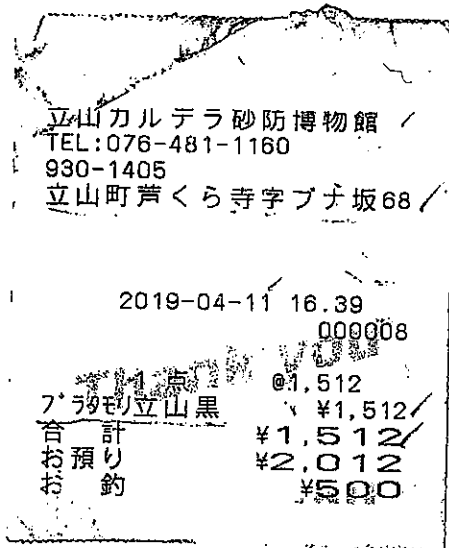 立山カルデラ砂防博物館
TEL:076-481-1160
930-1405
立山町芦くら寺字ブナ坂68
2019-04-11 16.39
000008
Thank you
1点 @1,512
ブラタモリ立山黒 ¥1,512
合 計 ¥1,512
お預り ¥2,012
お 釣 ¥500